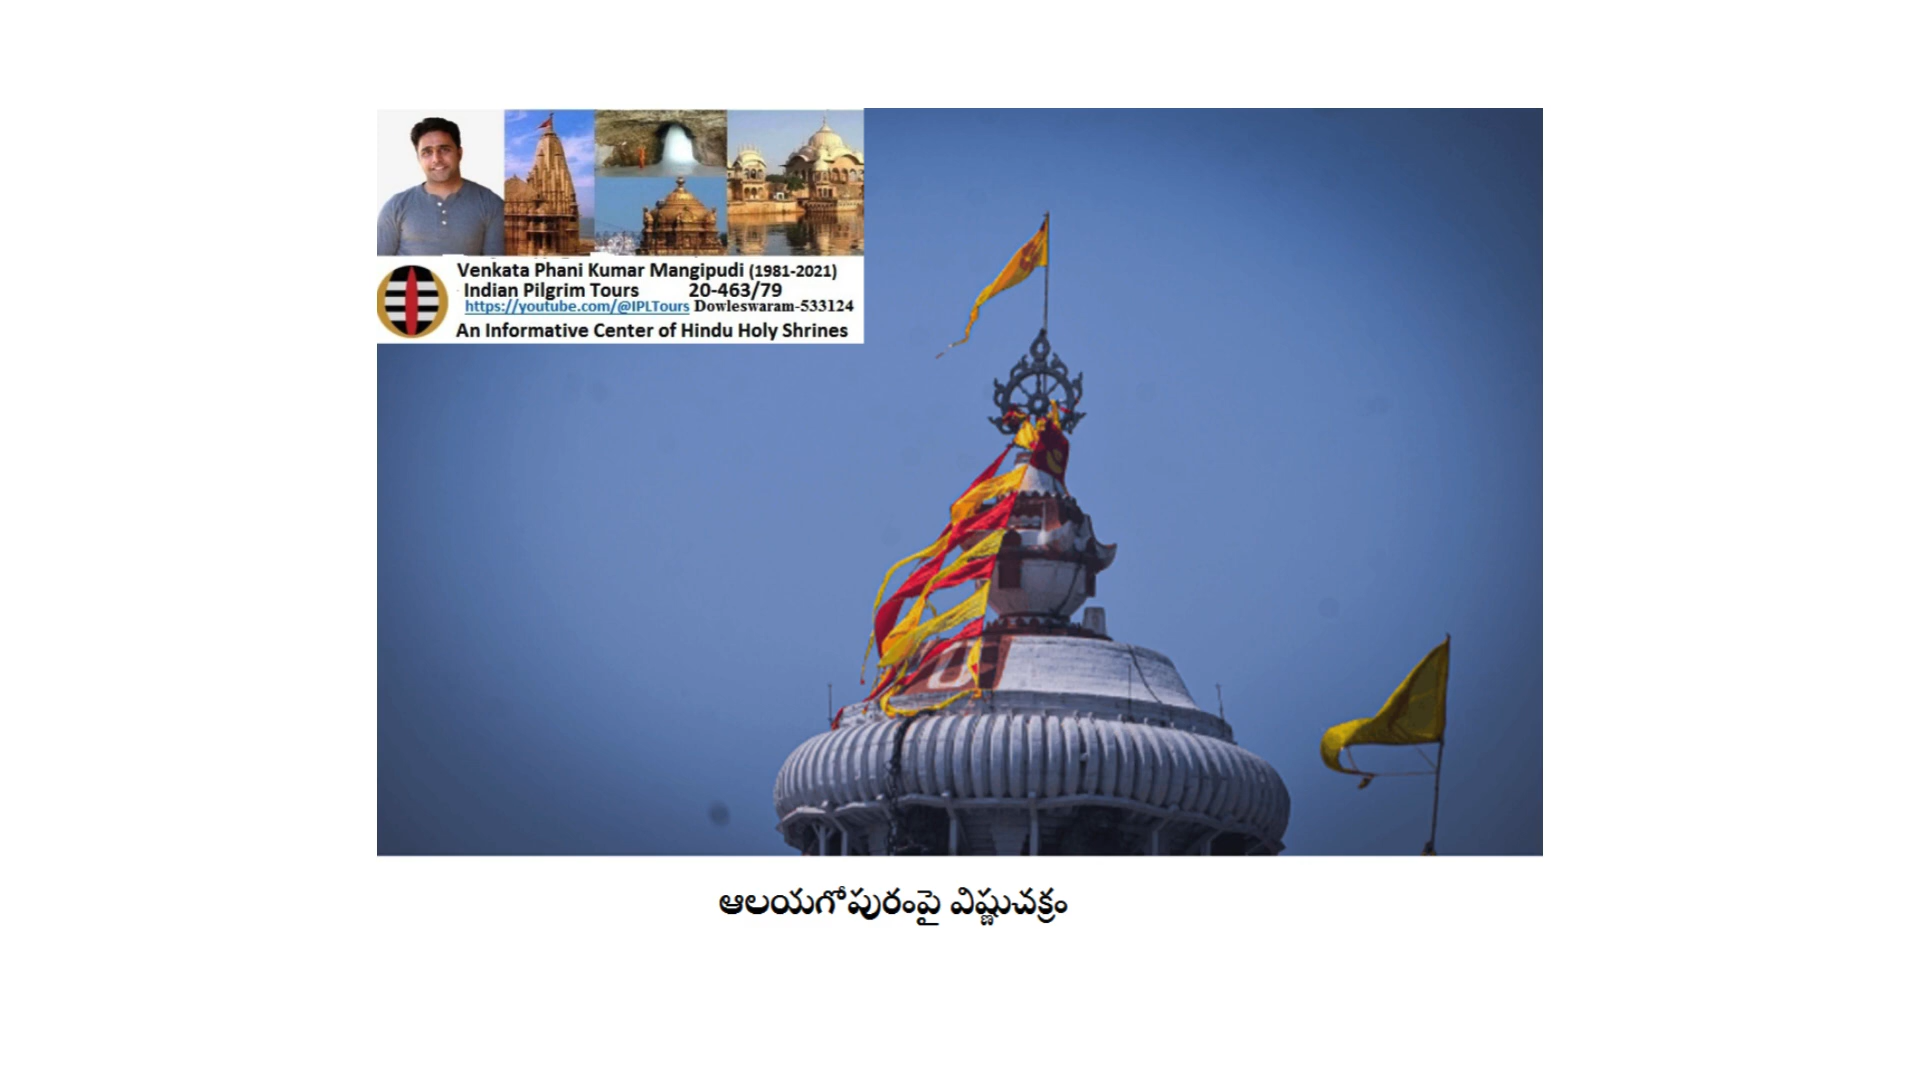 Venkata Phani Kumar Mangipudi (1981-2021)
Indian Pilgrim Tours 20-463/79
https://youtube.com/@IPLTours Dowleswaram-533124
An Informative Center of Hindu Holy Shrines
ఆలయగోపురంపై విష్ణుచక్రం